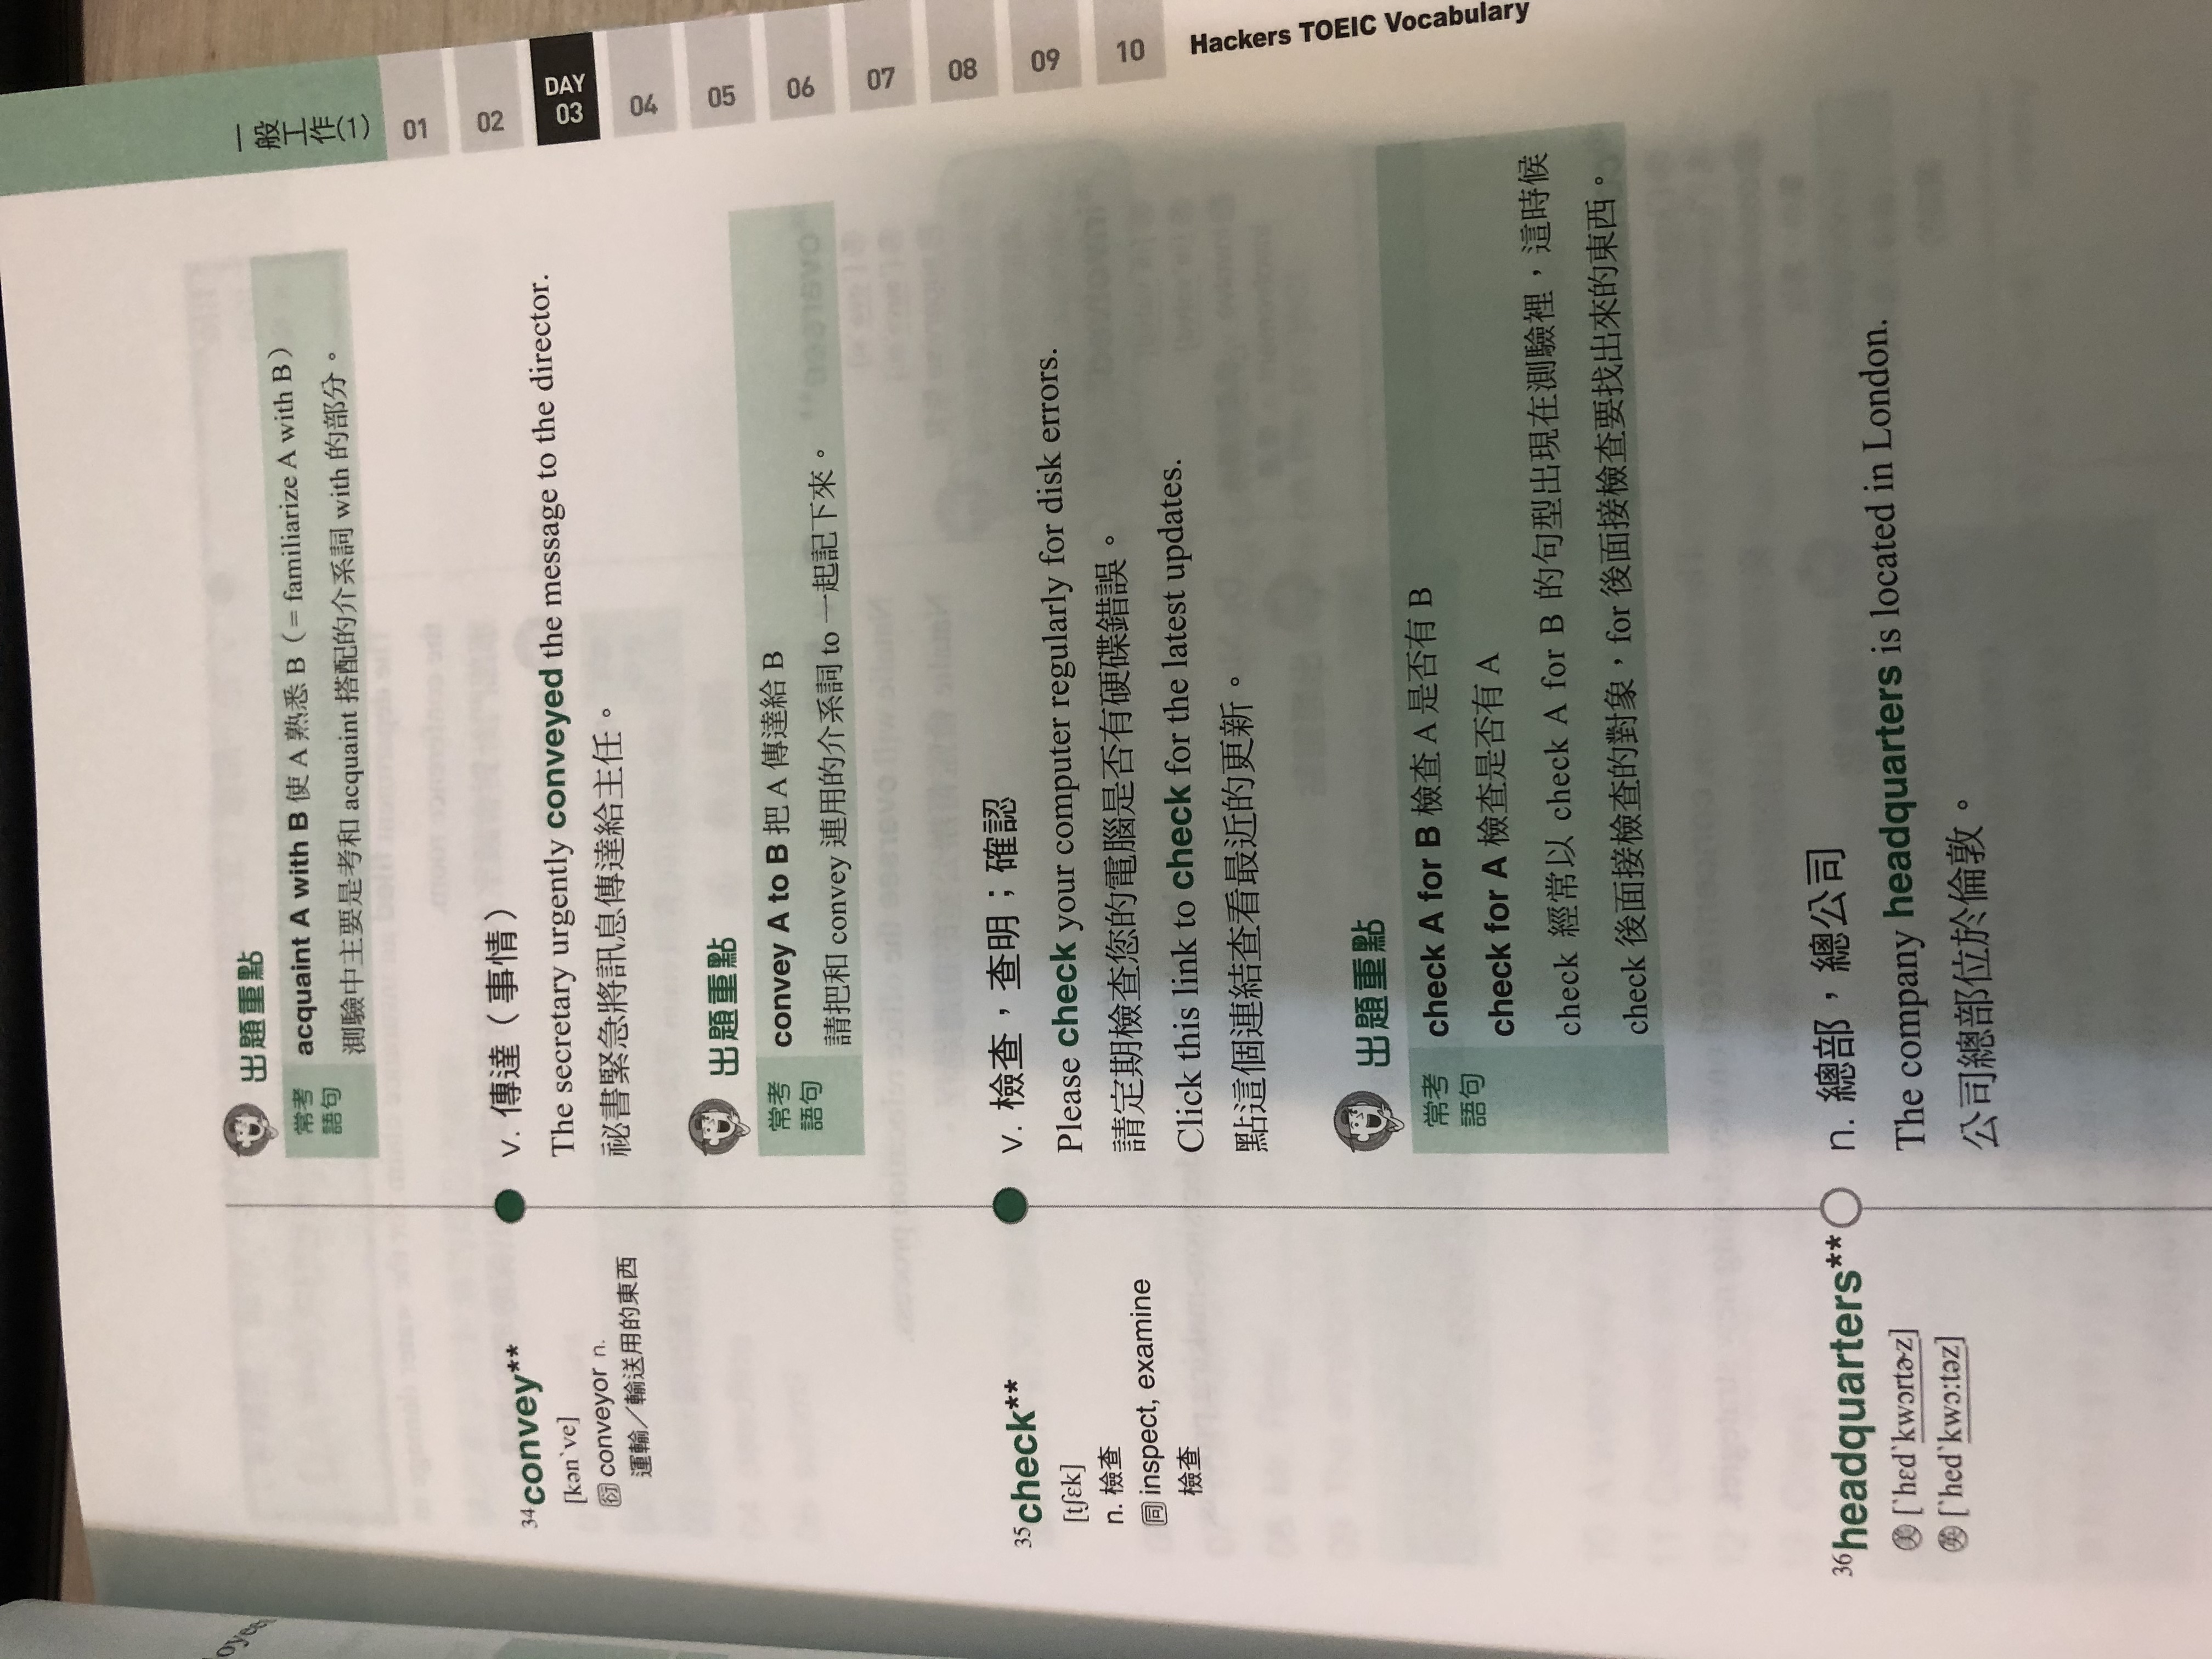 出題重點
常考
語句
acquaint A with B 使 A 熟悉 B（= familiarize A with B）
測驗中主要是考和 acquaint 搭配的介系詞 with 的部分。
34 convey**
[kən`ve]
衍 conveyor n.
運輸／輸送用的東西
v. 傳達（事情）
The secretary urgently conveyed the message to the director.
祕書緊急將訊息傳達給主任。
出題重點
常考
語句
convey A to B 把 A 傳達給 B
請把和 convey 連用的介系詞 to 一起記下來。
35 check**
[tʃɛk]
n. 檢查
同 inspect, examine
檢查
v. 檢查，查明；確認
Please check your computer regularly for disk errors.
請定期檢查您的電腦是否有硬碟錯誤。
Click this link to check for the latest updates.
點這個連結查看最近的更新。
出題重點
常考
語句
check A for B 檢查 A 是否有 B
check for A 檢查是否有 A
check 經常以 check A for B 的句型出現在測驗裡，這時候
check 後面接檢查的對象，for 後面接檢查要找出來的東西。
36 headquarters**
美 [`hɛd`kwɔrtɚz]
英 [`hed`kwɔ:təz]
n. 總部，總公司
The company headquarters is located in London.
公司總部位於倫敦。
一般工作(1)
01
02
DAY
03
04
05
06
07
08
09
10
Hackers TOEIC Vocabulary